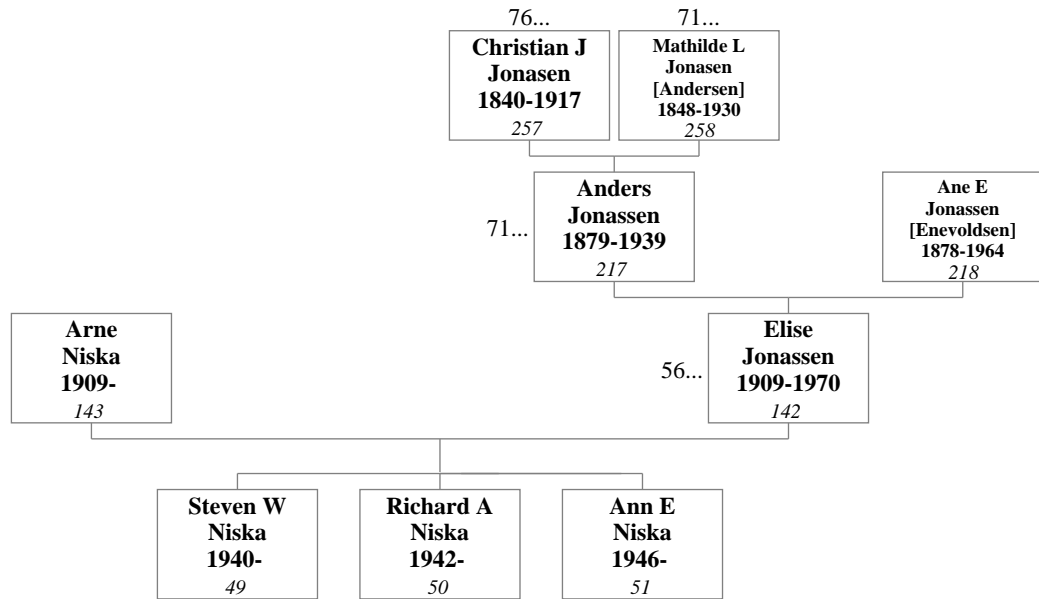 76...
71...
Christian J
Jonasen
1840-1917
257
Mathilde L
Jonasen
[Andersen]
1848-1930
258
71...
Anders
Jonassen
1879-1939
217
Ane E
Jonassen
[Enevoldsen]
1878-1964
218
Arne
Niska
1909-
143
56...
Elise
Jonassen
1909-1970
142
Steven W
Niska
1940-
49
Richard A
Niska
1942-
50
Ann E
Niska
1946-
51